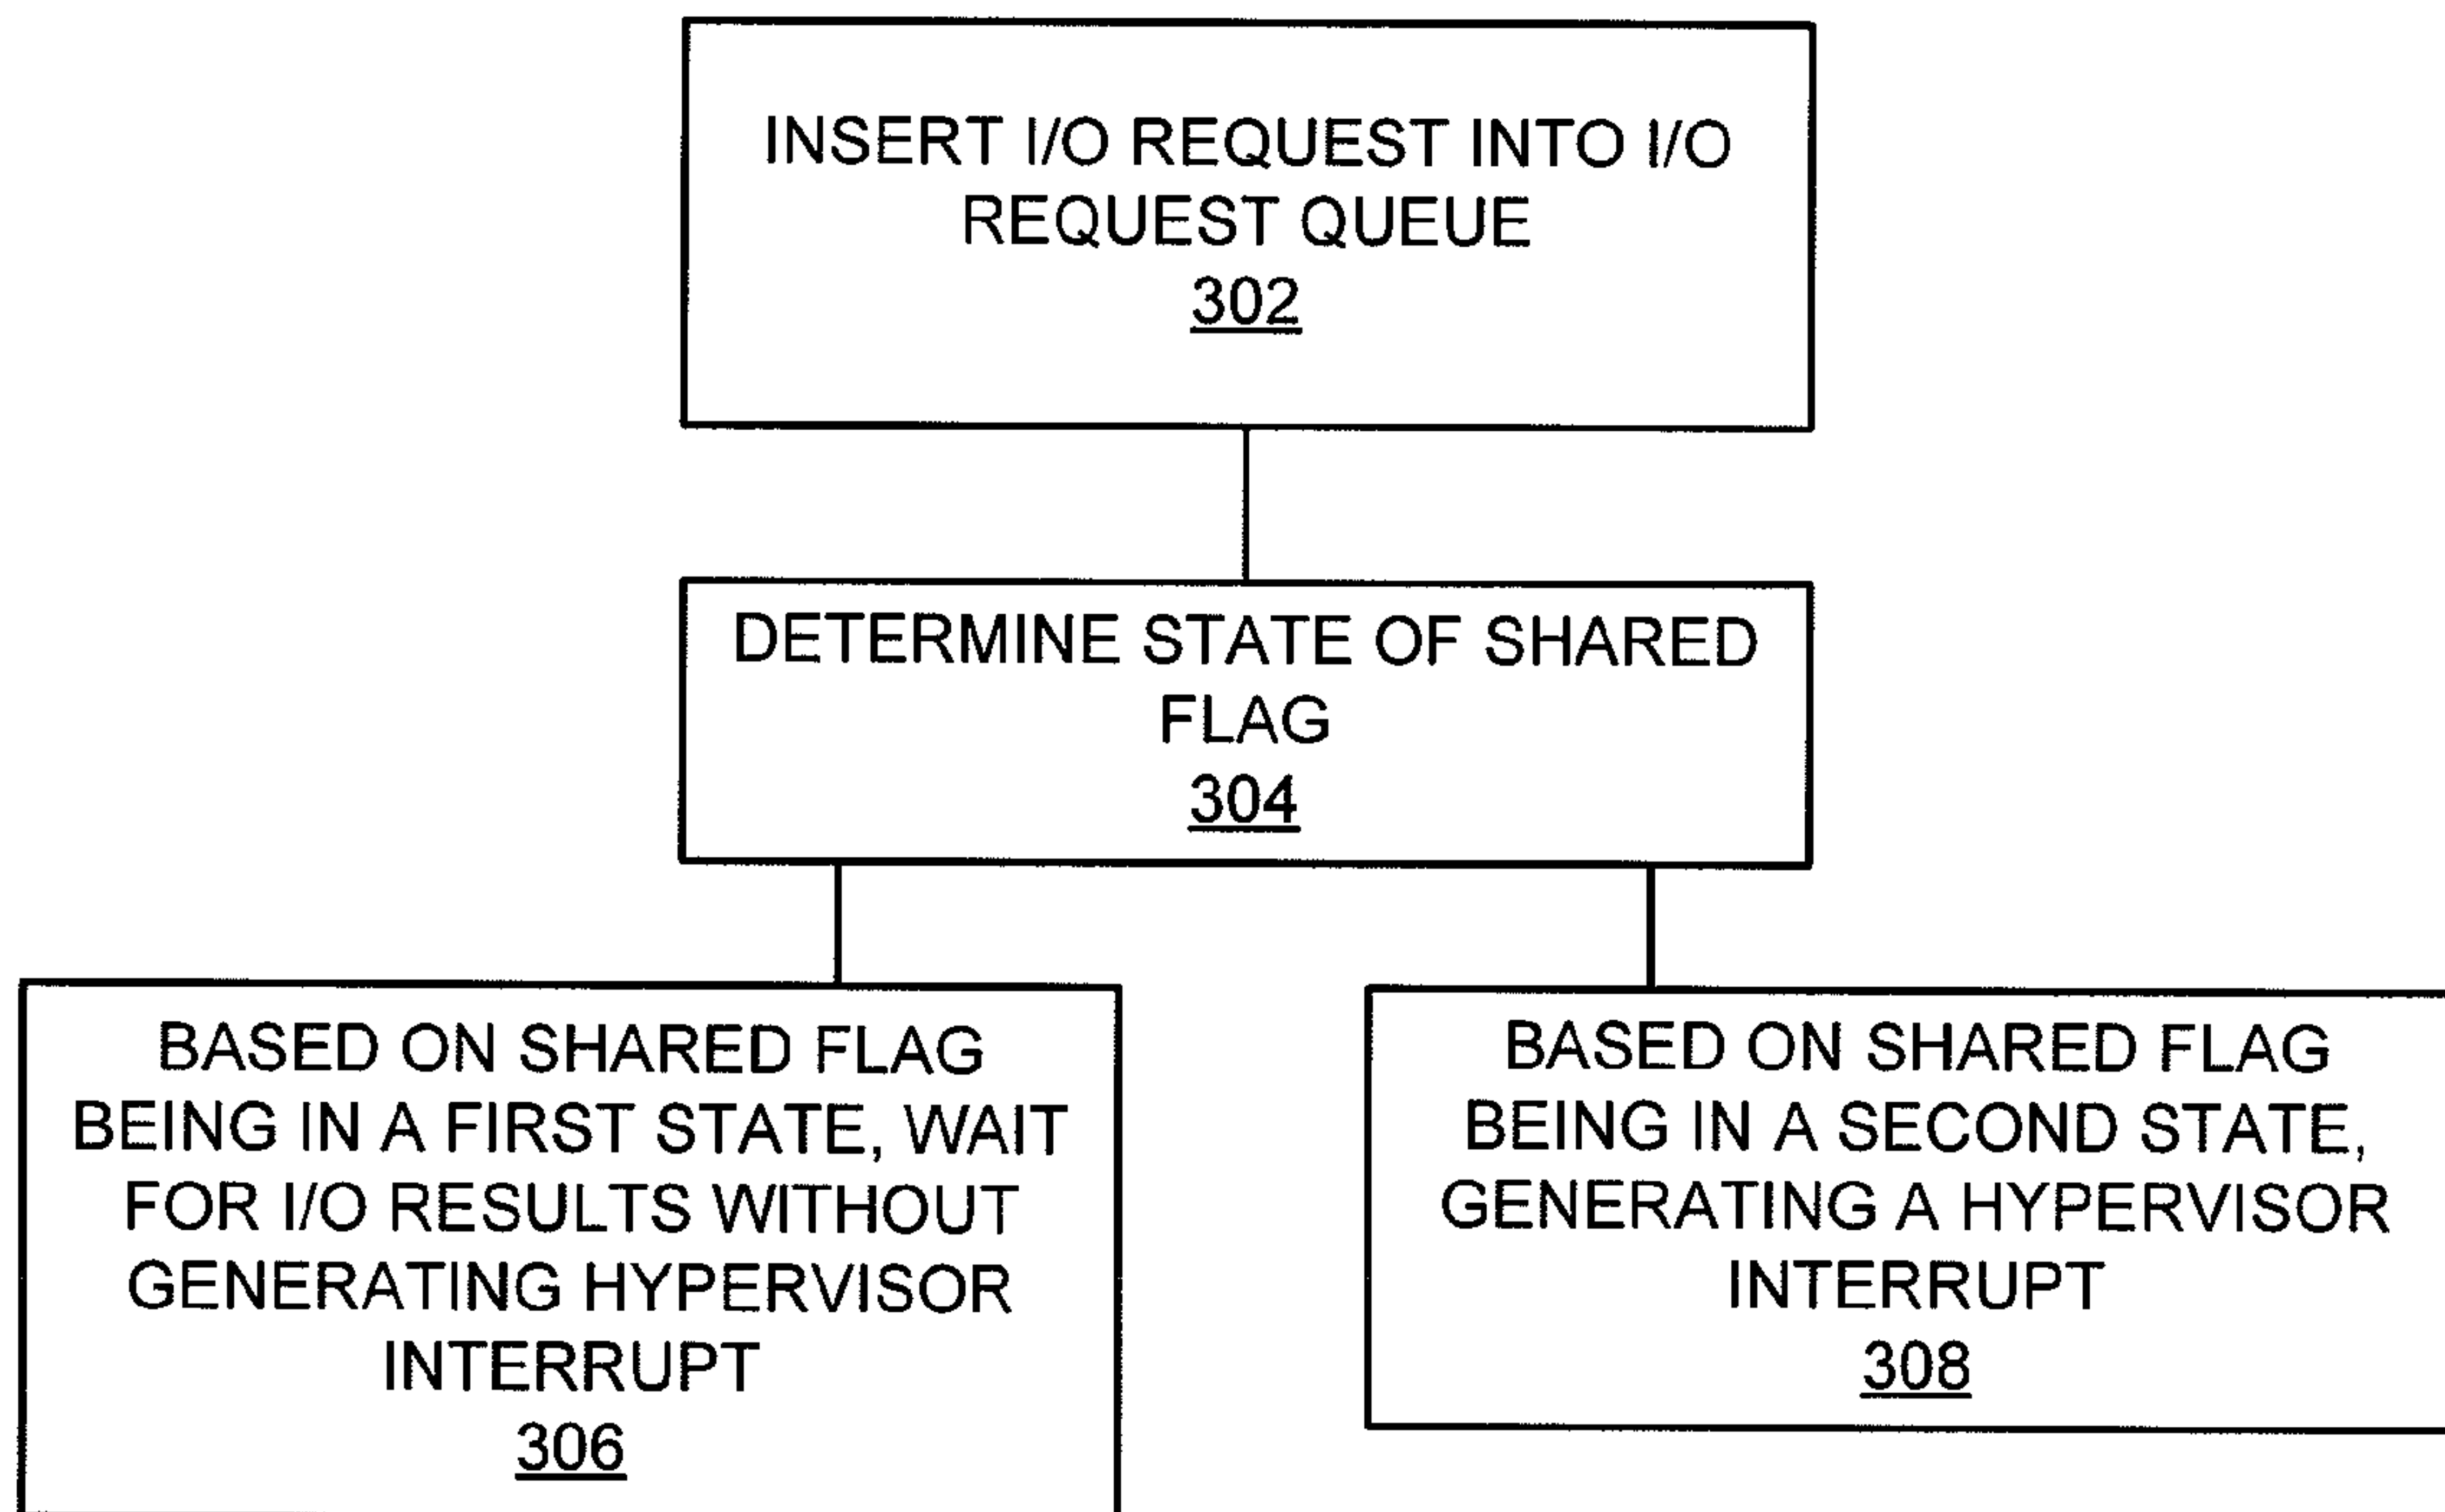 INSERT I/O REQUEST INTO I/O
REQUEST QUEUE
302
DETERMINE STATE OF SHARED
FLAG
304
BASED ON SHARED FLAG
BEING IN A FIRST STATE, WAIT
FOR I/O RESULTS WITHOUT
GENERATING HYPERVISOR
INTERRUPT
306
BASED ON SHARED FLAG
BEING IN A SECOND STATE,
GENERATING A HYPERVISOR
INTERRUPT
308